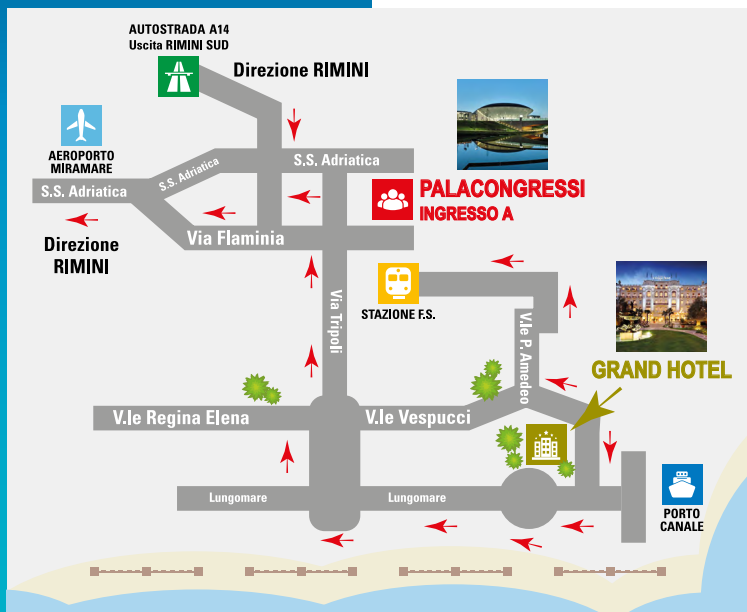 AUTOSTRADA A14
Uscita RIMINI SUD
Direzione RIMINI
AEROPORTO
MIRAMARE
S.S. Adriatica
S.S. Adriatica
S.S. Adriatica
PALACONGRESSI
INGRESSO A
Via Flaminia
Direzione
RIMINI
Via Tripoli
STAZIONE F.S.
V.le P. Amedeo
GRAND HOTEL
V.le Regina Elena
V.le Vespucci
Lungomare
Lungomare
PORTO
CANALE